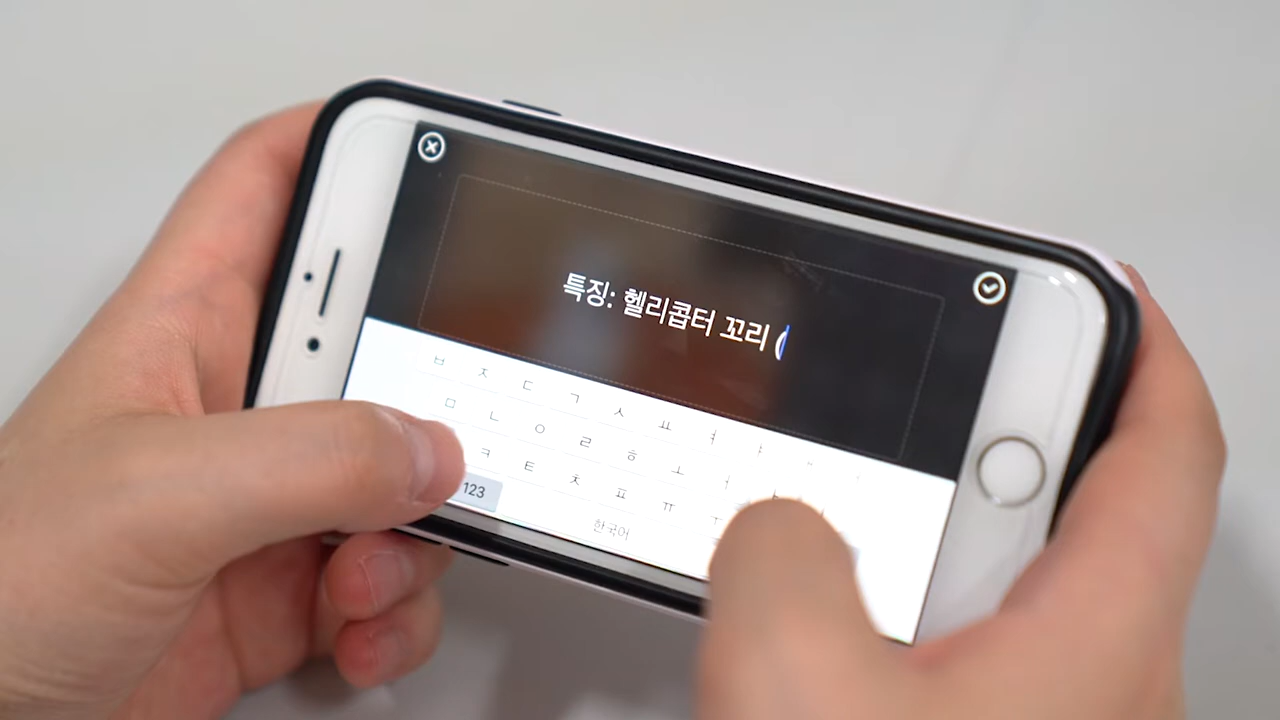 특징: 헬리콥터 꼬리 (
ㅂ ㅈ ㄷ ㄱ ㅅ ㅛ ㅕ ㅑ
ㅁ ㄴ ㅇ ㄹ ㅎ ㅗ ㅓ ㅏ ㅣ
ㅋ ㅌ ㅊ ㅍ ㅠ ㅜ
123 한국어